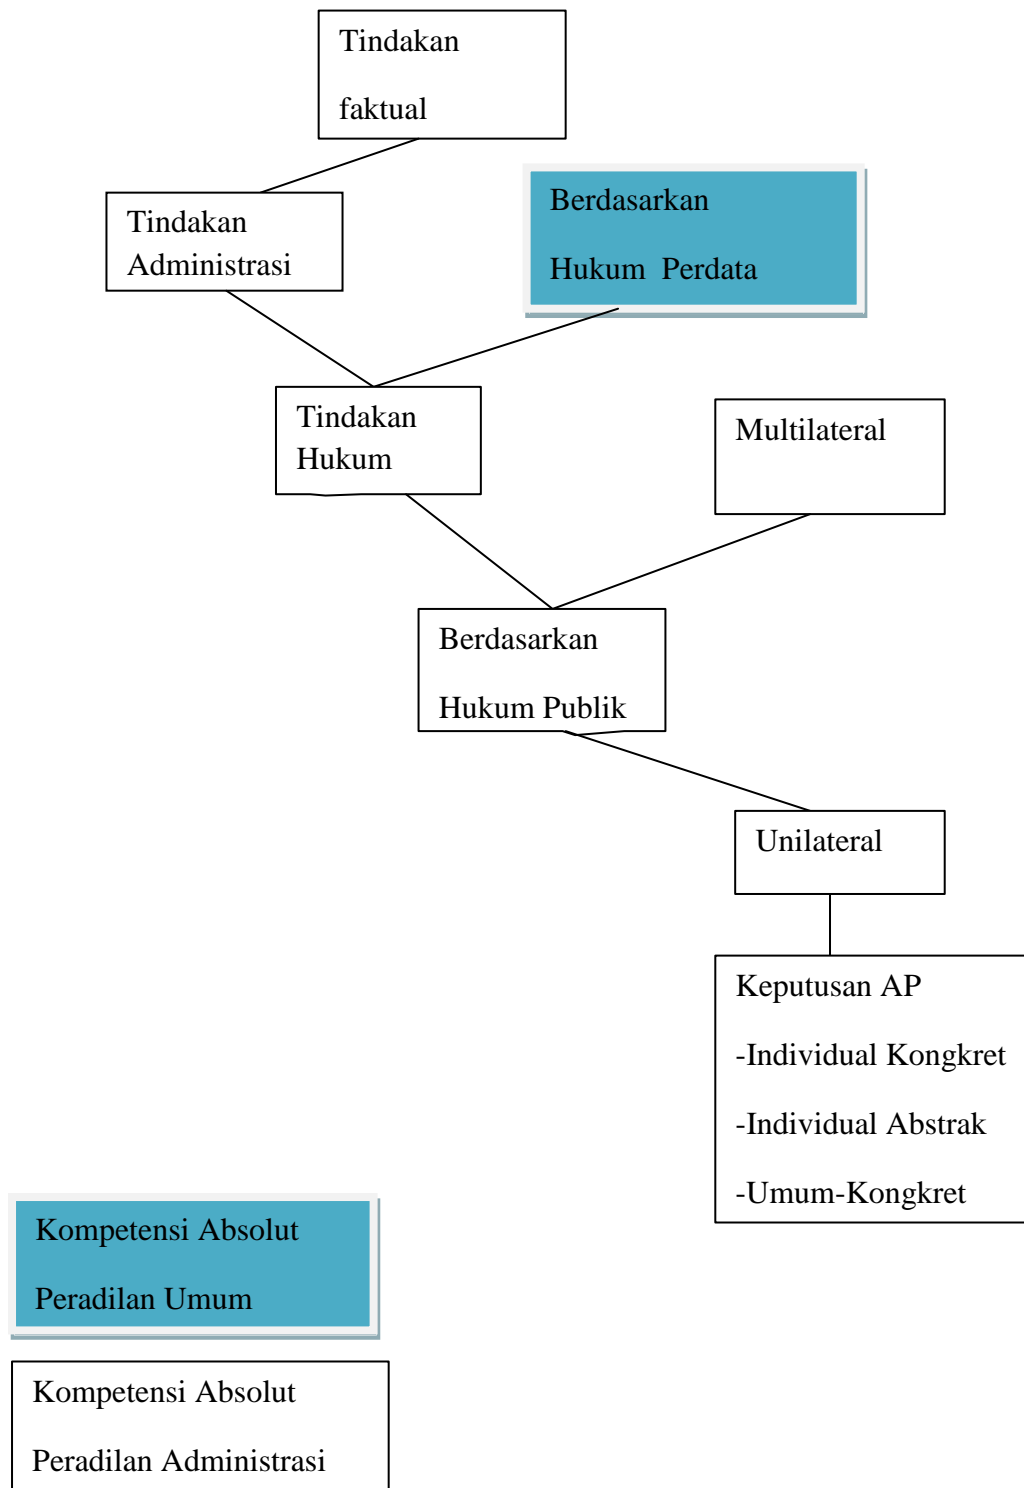 Tindakan
faktual
Tindakan
Administrasi
Berdasarkan
Hukum Perdata
Tindakan
Hukum
Multilateral
Berdasarkan
Hukum Publik
Unilateral
Keputusan AP
-Individual Kongkret
-Individual Abstrak
-Umum-Kongkret
Kompetensi Absolut
Peradilan Umum
Kompetensi Absolut
Peradilan Administrasi